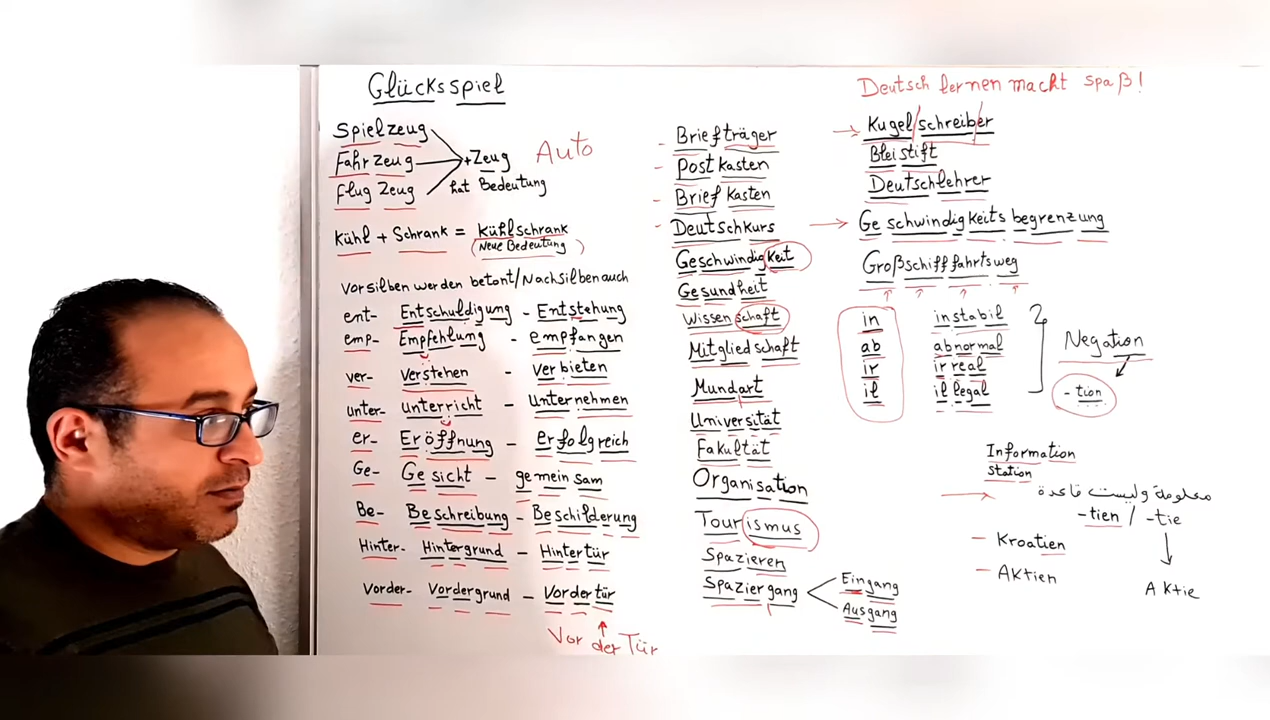 Glücksspiel
Spielzeug
Fahrzeug
Flugzeug
+Zeug
hat Bedeutung
Auto
Kühl + Schrank = Kühlschrank
(Neue Bedeutung)
Vorsilben werden betont/Nachsilben auch
ent- Entschuldigung - Entstehung
emp- Empfehlung - empfangen
ver- verstehen - verbieten
unter- unterricht - Unternehmen
er- Eröffnung - erfolgreich
Ge- Gesicht - gemeinsam
Be- Beschreibung - Beschilderung
Hinter- Hintergrund - Hintertür
Vorder- Vordergrund - Vordertür
Vor der Tür
- Briefträger
- Postkasten
- Briefkasten
- Deutschkurs
Geschwindigkeit
Gesundheit
Wissenschaft
Mitgliedschaft
Mundart
Universität
Fakultät
Organisation
Tourismus
Spazieren
Spaziergang
Eingang
Ausgang
Deutsch lernen macht spaß!
Kugel/schreib/er
Bleistift
Deutschlehrer
Geschwindigkeitsbegrenzung
Großschifffahrtsweg
in instabil
ab abnormal
ir irreal
il illegal
Negation
-tion
Information
Station
معلومة وليست قاعدة
-tien / -tie
- Kroatien
- Aktien
Aktie